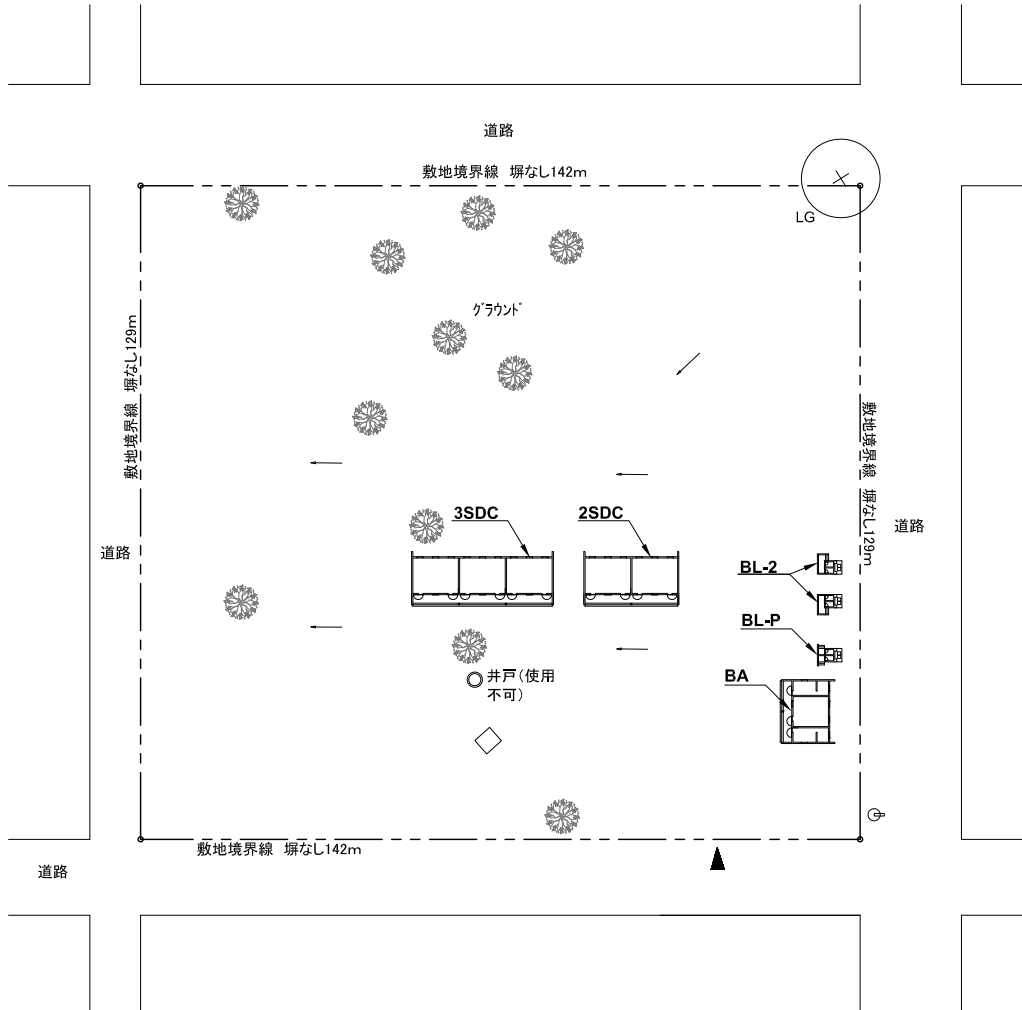 道路
敷地境界線　塀なし142m
LG
グラウンド
敷地境界線　塀なし129m
敷地境界線　塀なし129m
3SDC
2SDC
道路
道路
BL-2
BL-P
BA
井戸(使用
不可)
敷地境界線　塀なし142m
道路